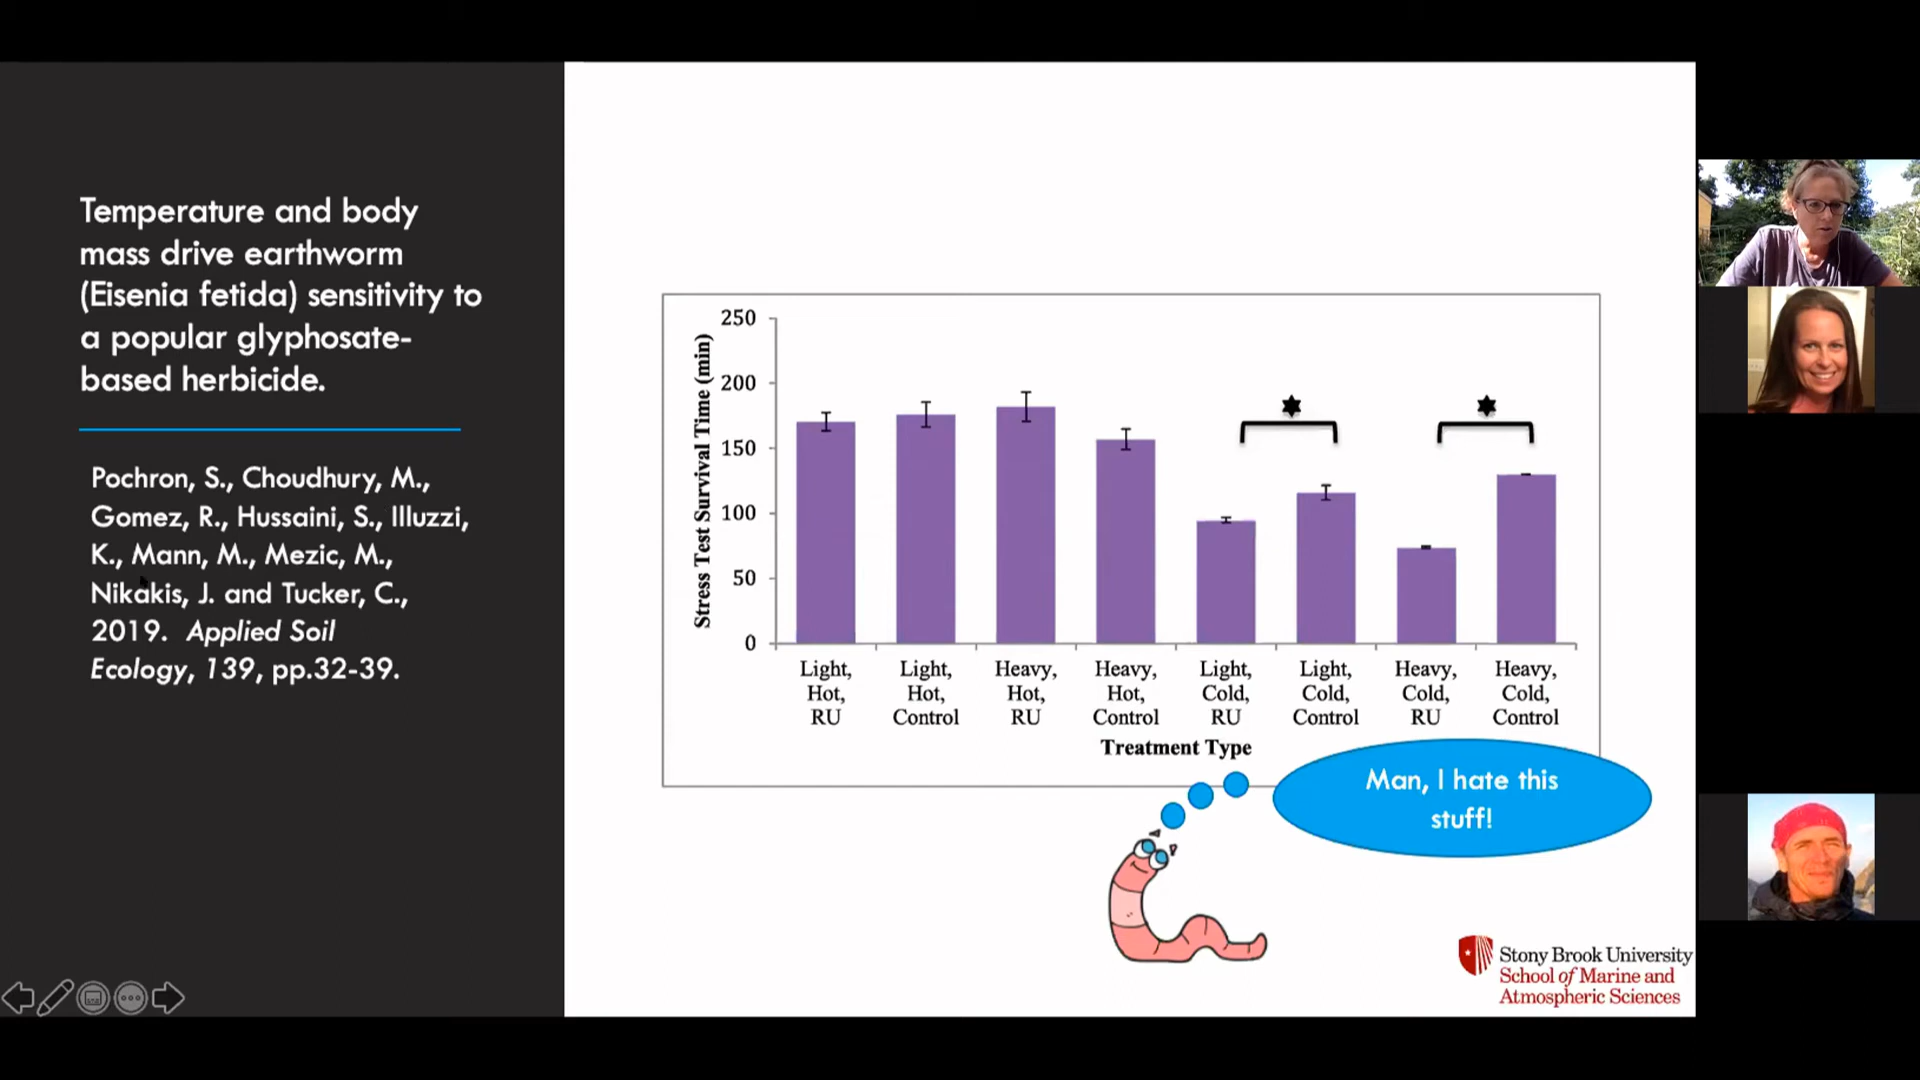 Temperature and body
mass drive earthworm
(Eisenia fetida) sensitivity to
a popular glyphosate-
based herbicide.
Pochron, S., Choudhury, M.,
Gomez, R., Hussaini, S., Illuzzi,
K., Mann, M., Mezic, M.,
Nikakis, J. and Tucker, C.,
2019. Applied Soil
Ecology, 139, pp.32-39.
Stress Test Survival Time (min)
250
200
150
100
50
0
Light, Hot, RU
Light, Hot, Control
Heavy, Hot, RU
Heavy, Hot, Control
Light, Cold, RU
Light, Cold, Control
Heavy, Cold, RU
Heavy, Cold, Control
Treatment Type
Man, I hate this
stuff!
Stony Brook University
School of Marine and
Atmospheric Sciences